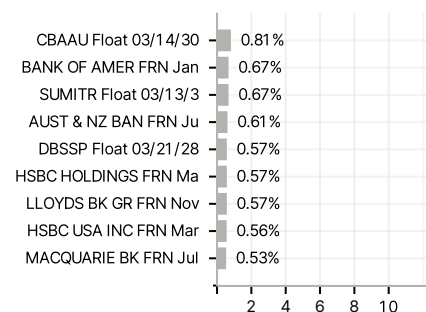 CBAAU Float 03/14/30 0.81%
BANK OF AMER FRN Jan 0.67%
SUMITR Float 03/13/3 0.67%
AUST & NZ BAN FRN Ju 0.61%
DBSSP Float 03/21/28 0.57%
HSBC HOLDINGS FRN Ma 0.57%
LLOYDS BK GR FRN Nov 0.57%
HSBC USA INC FRN Mar 0.56%
MACQUARIE BK FRN Jul 0.53%
2 4 6 8 10